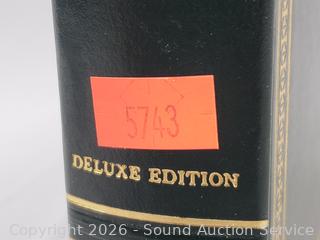 5743
DELUXE EDITION
Copyright © 2026 - Sound Auction Service